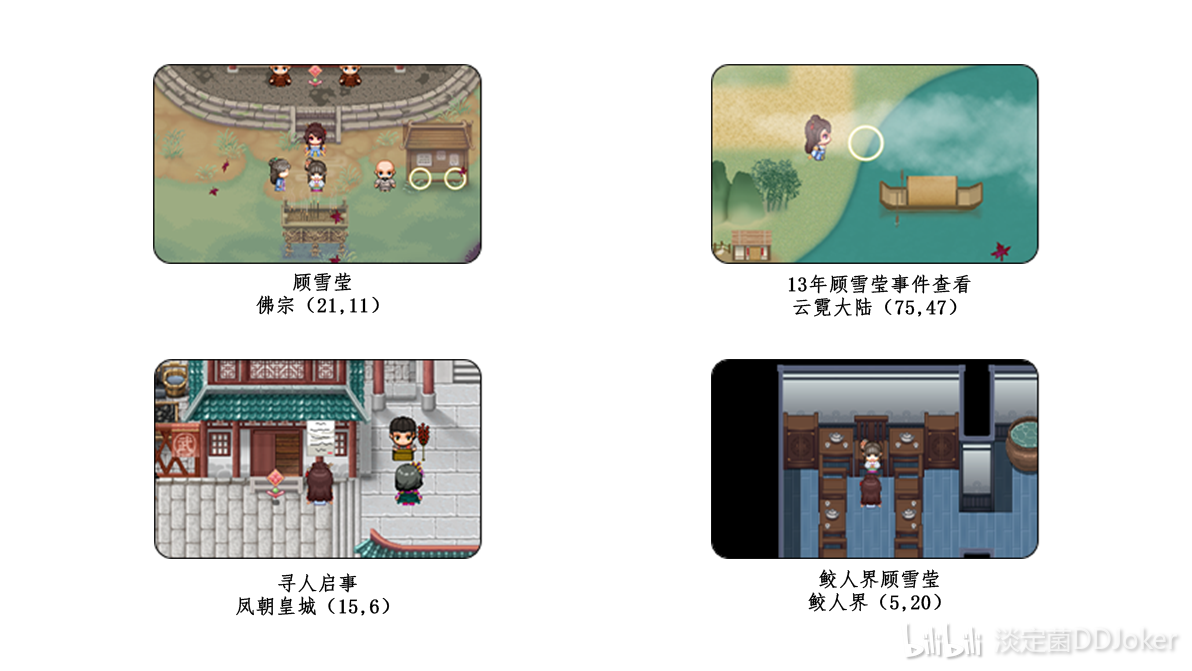 顾雪莹
佛宗（21,11）
13年顾雪莹事件查看
云霓大陆（75,47）
武
寻人启事
凤朝皇城（15,6）
鲛人界顾雪莹
鲛人界（5,20）
bilibili 淡定菌DDJoker